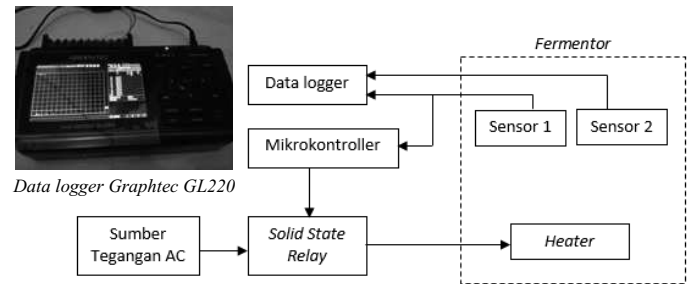 Fermentor
Data logger
Sensor 1
Sensor 2
Mikrokontroller
Data logger Graphtec GL220
Sumber
Tegangan AC
Solid State
Relay
Heater